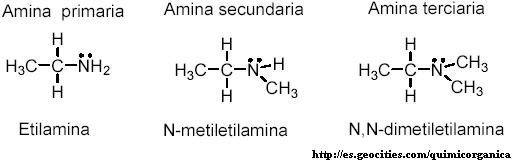 Amina primaria
Amina secundaria
Amina terciaria
H
H3C—C—NH2
H
H
H3C—C—N H
H CH3
H
H3C—C—N CH3
H CH3
Etilamina
N-metiletilamina
N,N-dimetiletilamina
http://es.geocities.com/quimicorganica